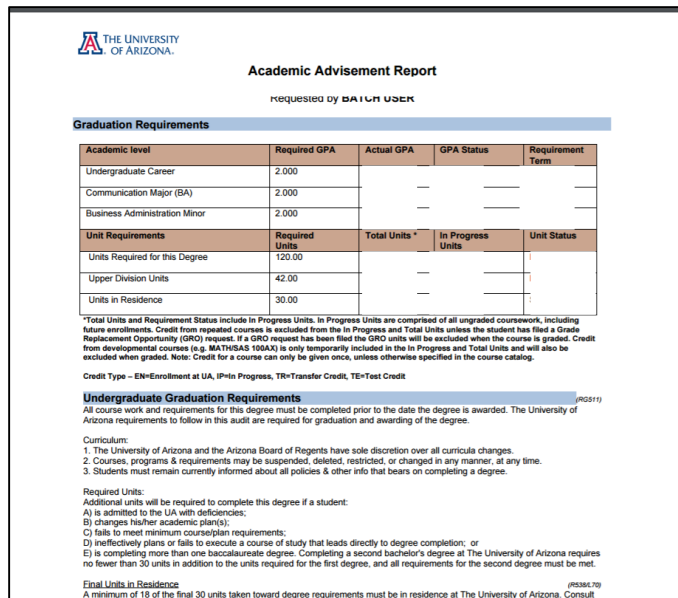 THE UNIVERSITY
OF ARIZONA.
Academic Advisement Report
Requested by BATCH USER
Graduation Requirements
Academic level Required GPA Actual GPA GPA Status Requirement Term
Undergraduate Career 2.000
Communication Major (BA) 2.000
Business Administration Minor 2.000
Unit Requirements Required Units Total Units * In Progress Units Unit Status
Units Required for this Degree 120.00
Upper Division Units 42.00
Units in Residence 30.00
*Total Units and Requirement Status include In Progress Units. In Progress Units are comprised of all ungraded coursework, including
future enrollments. Credit from repeated courses is excluded from the In Progress and Total Units unless the student has filed a Grade
Replacement Opportunity (GRO) request. If a GRO request has been filed the GRO units will be excluded when the course is graded. Credit
from developmental courses (e.g. MATH/SAS 100AX) is only temporarily included in the In Progress and Total Units and will also be
excluded when graded. Note: Credit for a course can only be given once, unless otherwise specified in the course catalog.
Credit Type – EN=Enrollment at UA, IP=In Progress, TR=Transfer Credit, TE=Test Credit
Undergraduate Graduation Requirements (RG511)
All course work and requirements for this degree must be completed prior to the date the degree is awarded. The University of
Arizona requirements to follow in this audit are required for graduation and awarding of the degree.
Curriculum:
1. The University of Arizona and the Arizona Board of Regents have sole discretion over all curricula changes.
2. Courses, programs & requirements may be suspended, deleted, restricted, or changed in any manner, at any time.
3. Students must remain currently informed about all policies & other info that bears on completing a degree.
Required Units:
Additional units will be required to complete this degree if a student:
A) is admitted to the UA with deficiencies;
B) changes his/her academic plan(s);
C) fails to meet minimum course/plan requirements;
D) ineffectively plans or fails to execute a course of study that leads directly to degree completion; or
E) is completing more than one baccalaureate degree. Completing a second bachelor's degree at The University of Arizona requires
no fewer than 30 units in addition to the units required for the first degree, and all requirements for the second degree must be met.
Final Units in Residence (R538/L70)
A minimum of 18 of the final 30 units taken toward degree requirements must be in residence at The University of Arizona. Consult